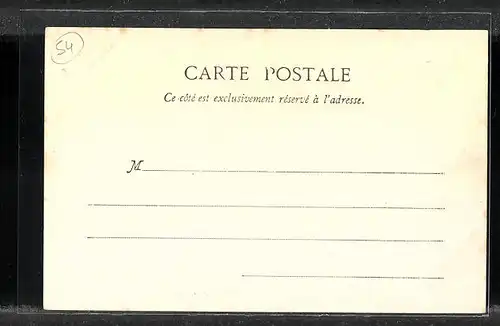 54
CARTE POSTALE
Ce côté est exclusivement réservé à l'adresse.
M